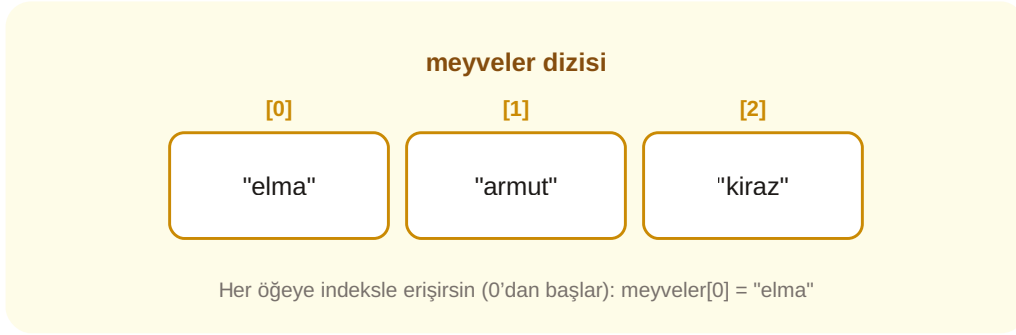 meyveler dizisi
[0] [1] [2]
"elma" "armut" "kiraz"
Her öğeye indeksle erişirsin (0’dan başlar): meyveler[0] = "elma"